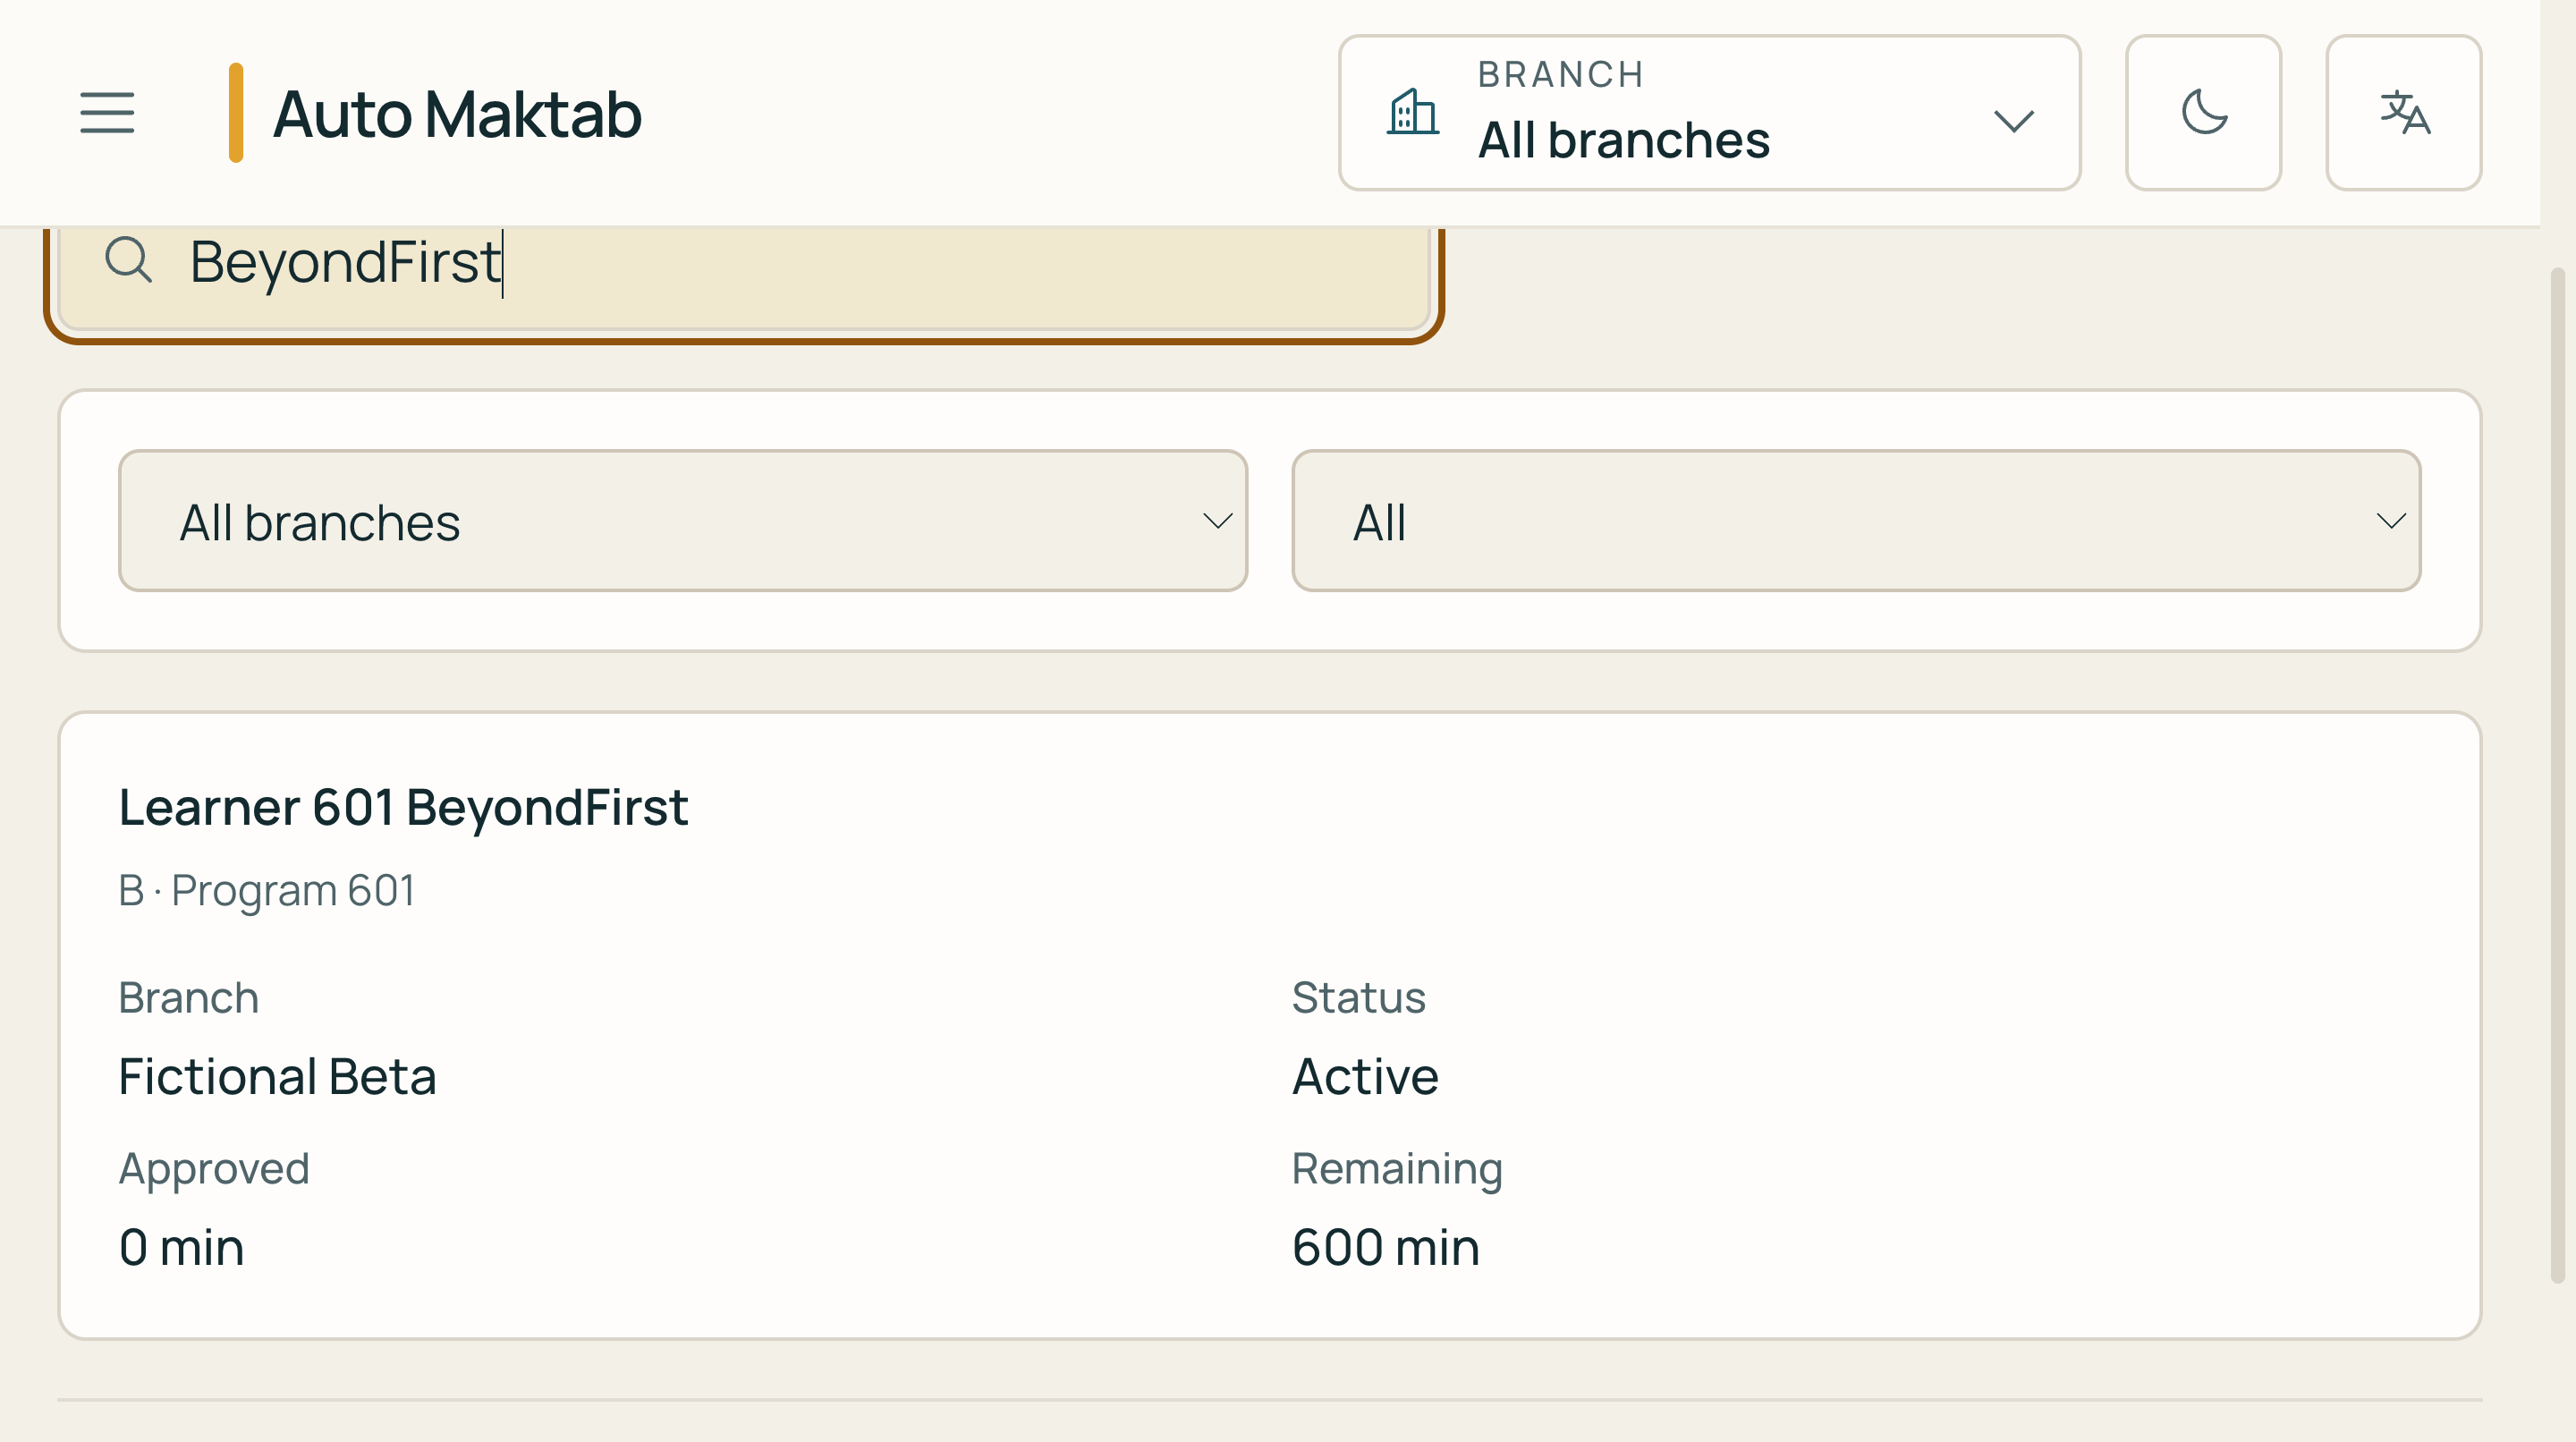 Auto Maktab
BRANCH
All branches
BeyondFirst
All branches
All
Learner 601 BeyondFirst
B · Program 601
Branch
Status
Fictional Beta
Active
Approved
Remaining
0 min
600 min